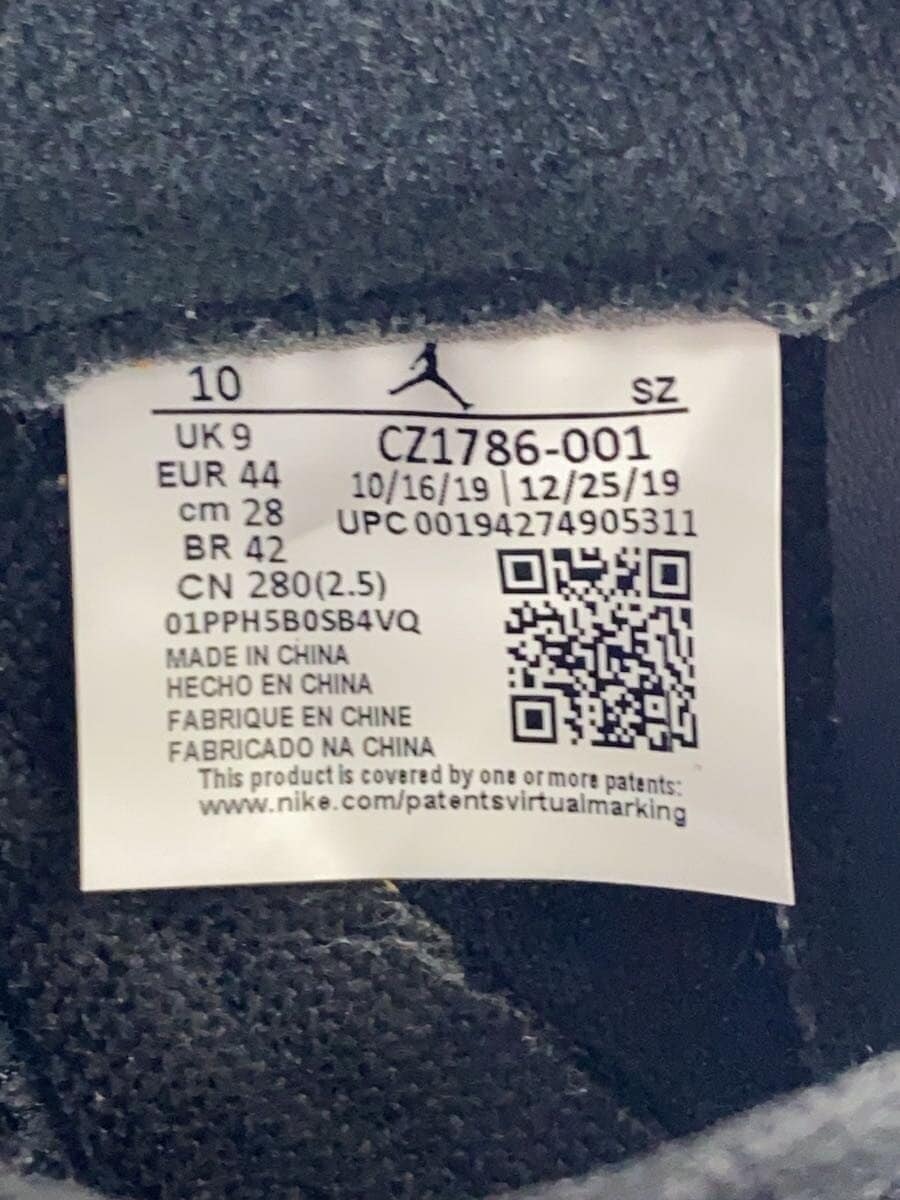 10 SZ
UK 9
CZ1786-001
EUR 44
10/16/19 | 12/25/19
cm 28
UPC 00194274905311
BR 42
CN 280(2.5)
01PPH5B0SB4VQ
MADE IN CHINA
HECHO EN CHINA
FABRIQUE EN CHINE
FABRICADO NA CHINA
This product is covered by one or more patents:
www.nike.com/patentsvirtualmarking